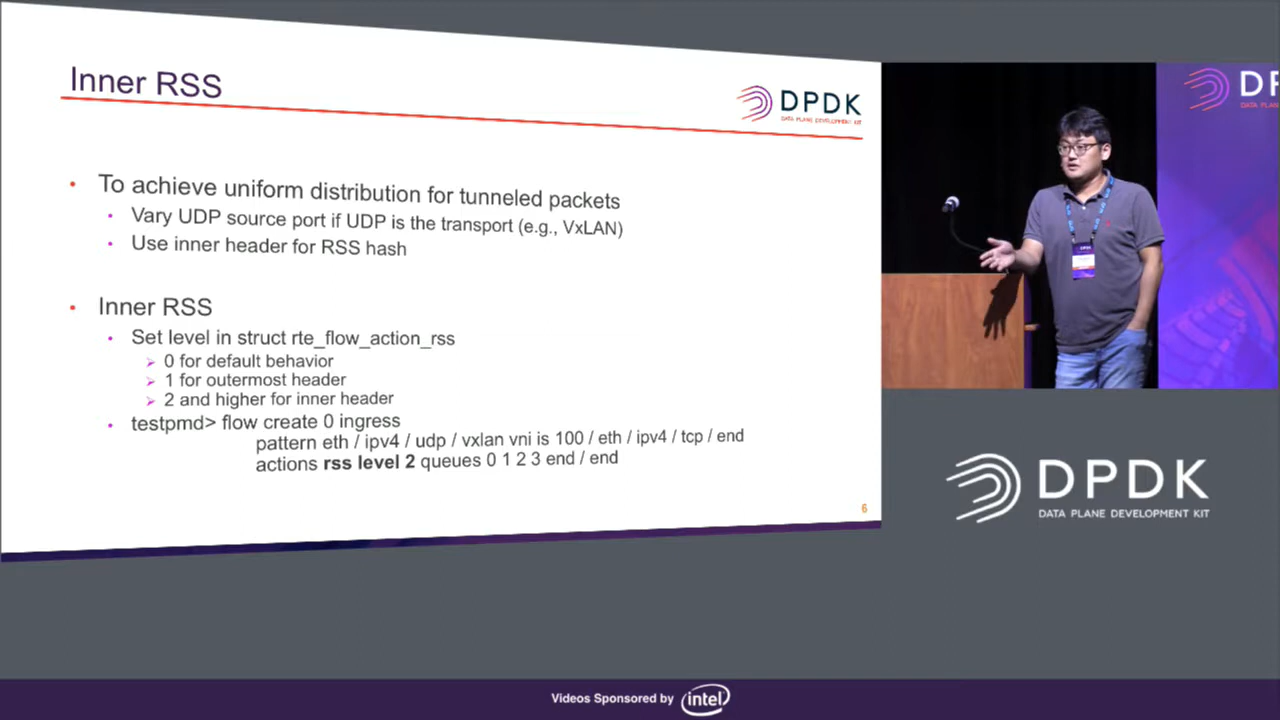 Inner RSS
DPDK
DATA PLANE DEVELOPMENT KIT
• To achieve uniform distribution for tunneled packets
• Vary UDP source port if UDP is the transport (e.g., VxLAN)
• Use inner header for RSS hash
• Inner RSS
• Set level in struct rte_flow_action_rss
➢ 0 for default behavior
➢ 1 for outermost header
➢ 2 and higher for inner header
• testpmd> flow create 0 ingress
pattern eth / ipv4 / udp / vxlan vni is 100 / eth / ipv4 / tcp / end
actions rss level 2 queues 0 1 2 3 end / end
6
DP
DATA PLAN
DPDK
DPDK
DATA PLANE DEVELOPMENT KIT
Videos Sponsored by intel